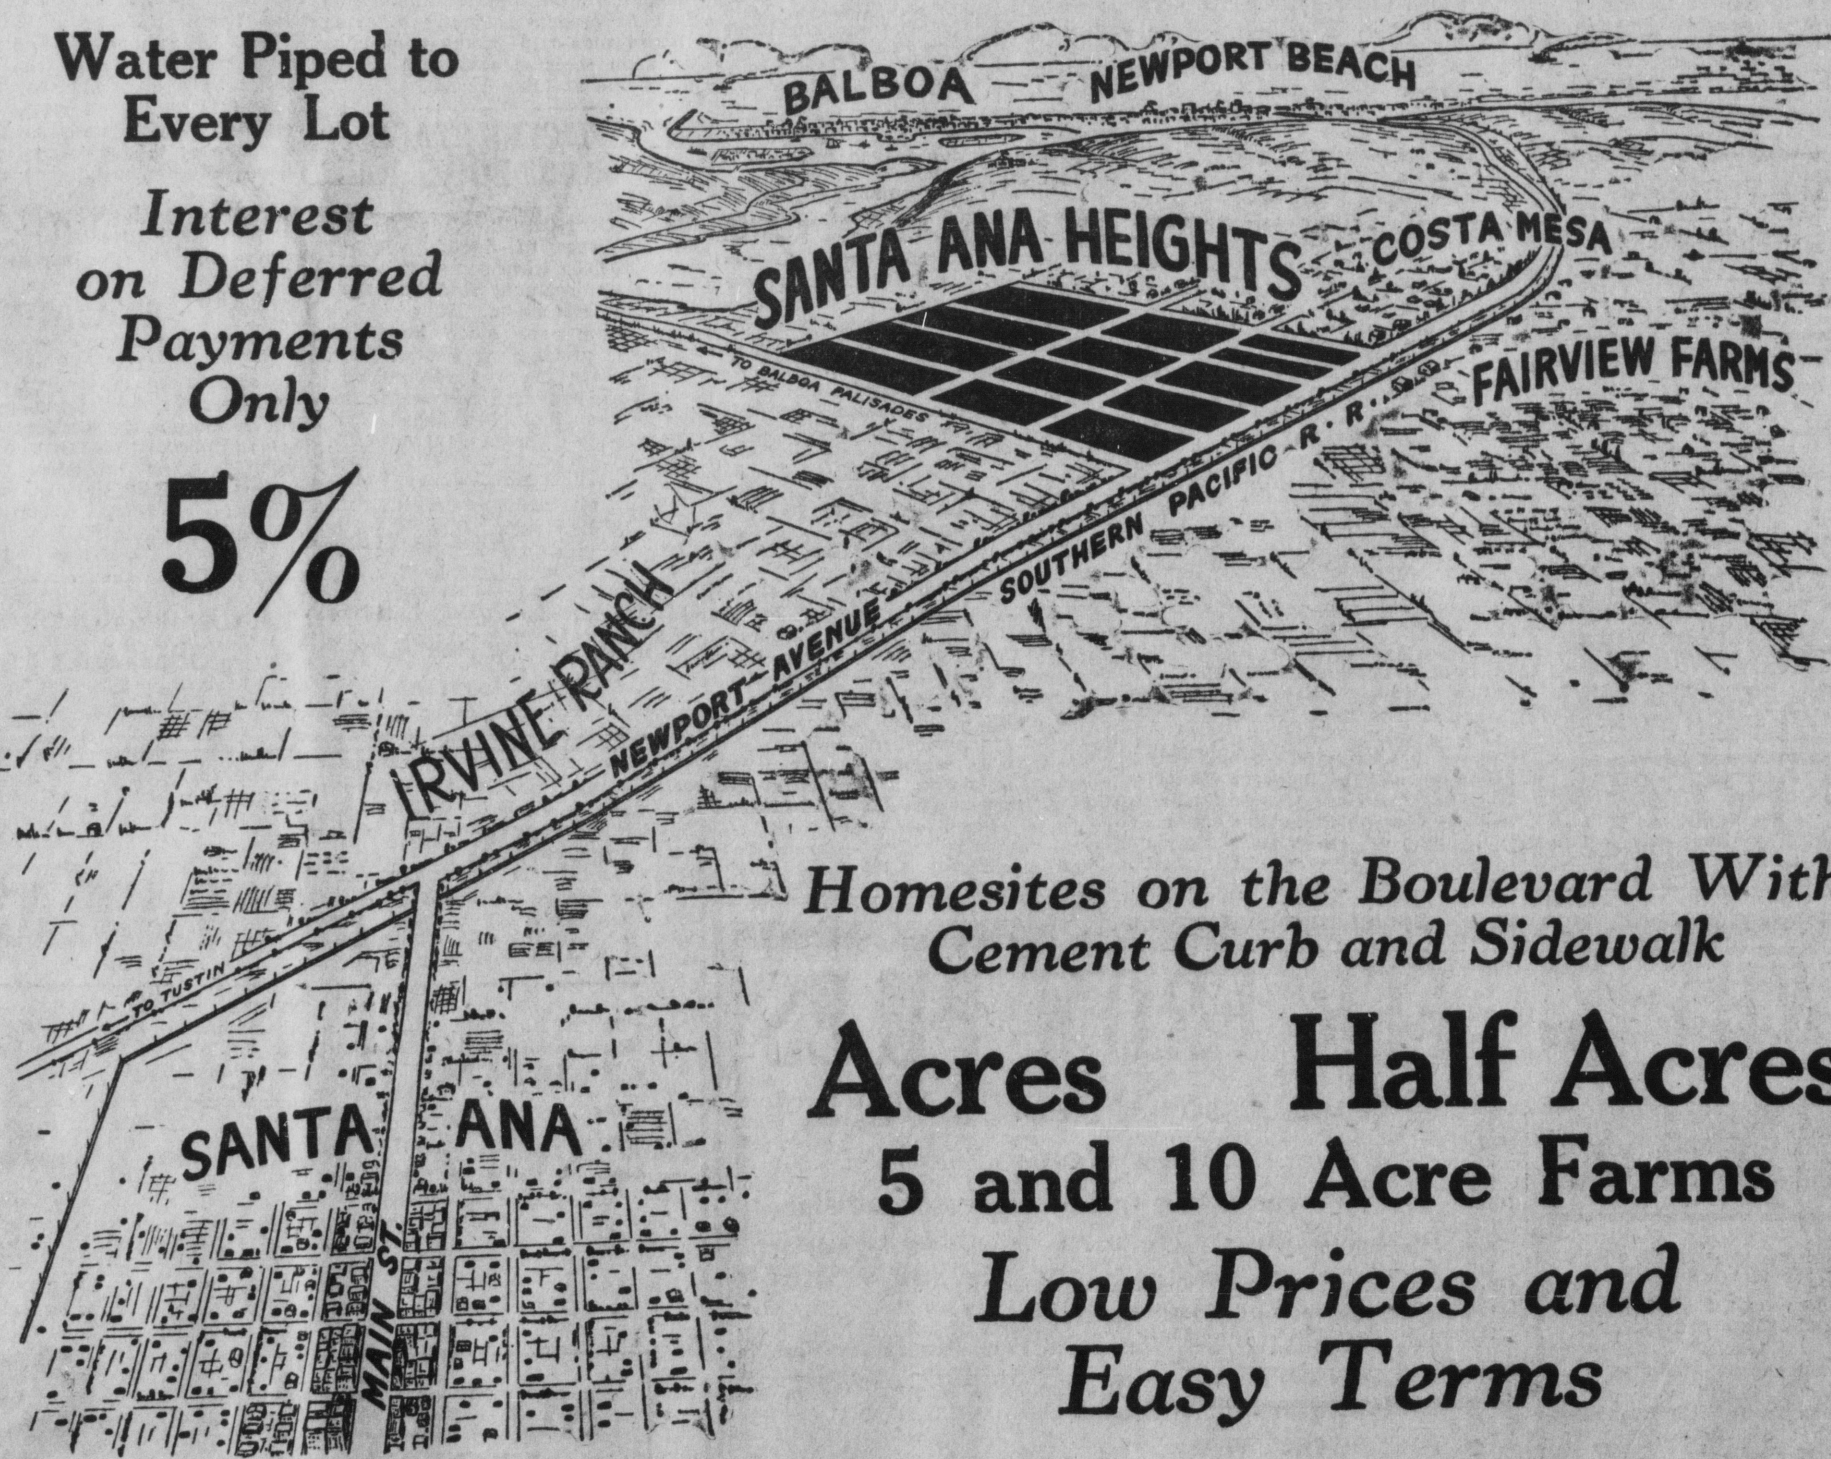 Water Piped to
Every Lot
Interest
on Deferred
Payments
Only
5%
BALBOA
NEWPORT BEACH
SANTA ANA HEIGHTS
COSTA MESA
FAIRVIEW FARMS
TO BALBOA PALISADES
SOUTHERN PACIFIC R. R.
IRVINE RANCH
NEWPORT AVENUE
TO TUSTIN
SANTA ANA
MAIN ST.
Homesites on the Boulevard With
Cement Curb and Sidewalk
Acres Half Acres
5 and 10 Acre Farms
Low Prices and
Easy Terms